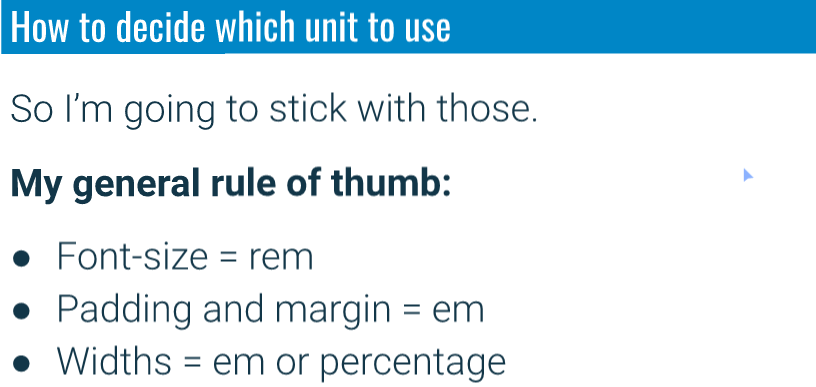 How to decide which unit to use
So I'm going to stick with those.
My general rule of thumb:
● Font-size = rem
● Padding and margin = em
● Widths = em or percentage